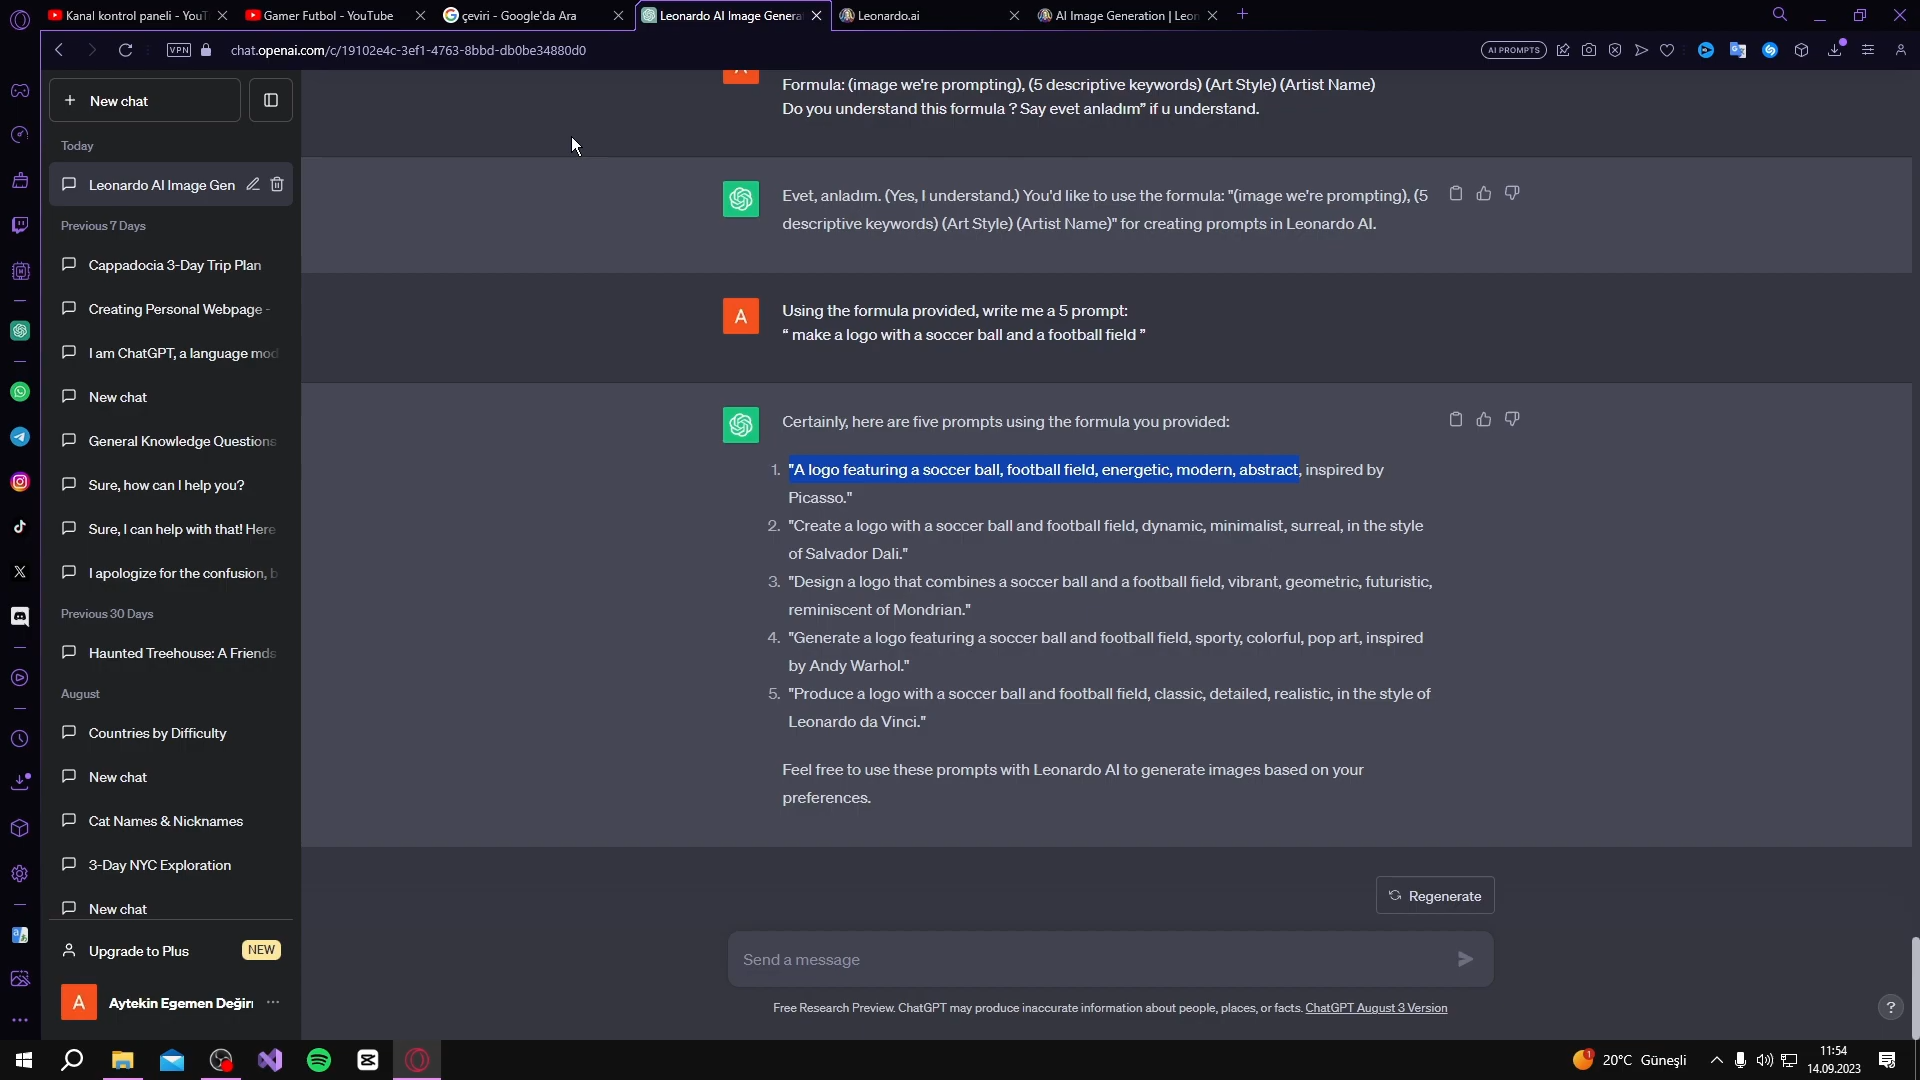 Kanal kontrol paneli - YouT
Gamer Futbol - YouTube
çeviri - Google'da Ara
Leonardo AI Image Genera
Leonardo.ai
AI Image Generation | Leon
VPN
chat.openai.com/c/19102e4c-3ef1-4763-8bbd-db0be34880d0
AI PROMPTS
New chat
Today
Leonardo AI Image Gen
Previous 7 Days
Cappadocia 3-Day Trip Plan
Creating Personal Webpage -
I am ChatGPT, a language mod
New chat
General Knowledge Questions
Sure, how can I help you?
Sure, I can help with that! Here
I apologize for the confusion, b
Previous 30 Days
Haunted Treehouse: A Friends
August
Countries by Difficulty
New chat
Cat Names & Nicknames
3-Day NYC Exploration
New chat
Upgrade to Plus
NEW
A
Aytekin Egemen Değirm
Formula: (image we're prompting), (5 descriptive keywords) (Art Style) (Artist Name)
Do you understand this formula ? Say evet anladım” if u understand.
Evet, anladım. (Yes, I understand.) You'd like to use the formula: "(image we're prompting), (5
descriptive keywords) (Art Style) (Artist Name)" for creating prompts in Leonardo AI.
A
Using the formula provided, write me a 5 prompt:
“ make a logo with a soccer ball and a football field ”
Certainly, here are five prompts using the formula you provided:
1. "A logo featuring a soccer ball, football field, energetic, modern, abstract, inspired by
Picasso."
2. "Create a logo with a soccer ball and football field, dynamic, minimalist, surreal, in the style
of Salvador Dali."
3. "Design a logo that combines a soccer ball and a football field, vibrant, geometric, futuristic,
reminiscent of Mondrian."
4. "Generate a logo featuring a soccer ball and football field, sporty, colorful, pop art, inspired
by Andy Warhol."
5. "Produce a logo with a soccer ball and football field, classic, detailed, realistic, in the style of
Leonardo da Vinci."
Feel free to use these prompts with Leonardo AI to generate images based on your
preferences.
Regenerate
Send a message
Free Research Preview. ChatGPT may produce inaccurate information about people, places, or facts. ChatGPT August 3 Version
?
1
20°C Güneşli
11:54
14.09.2023